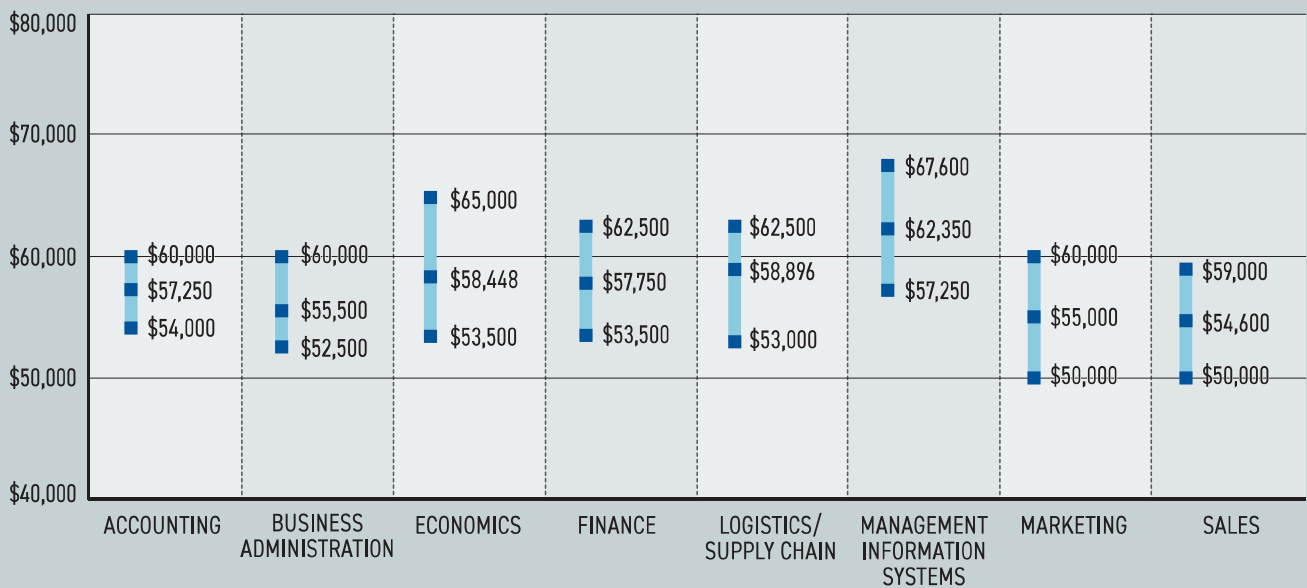 $80,000
$70,000
$60,000
$50,000
$40,000
$60,000
$57,250
$54,000
$60,000
$55,500
$52,500
$65,000
$58,448
$53,500
$62,500
$57,750
$53,500
$62,500
$58,896
$53,000
$67,600
$62,350
$57,250
$60,000
$55,000
$50,000
$59,000
$54,600
$50,000
ACCOUNTING
BUSINESS
ADMINISTRATION
ECONOMICS
FINANCE
LOGISTICS/
SUPPLY CHAIN
MANAGEMENT
INFORMATION
SYSTEMS
MARKETING
SALES